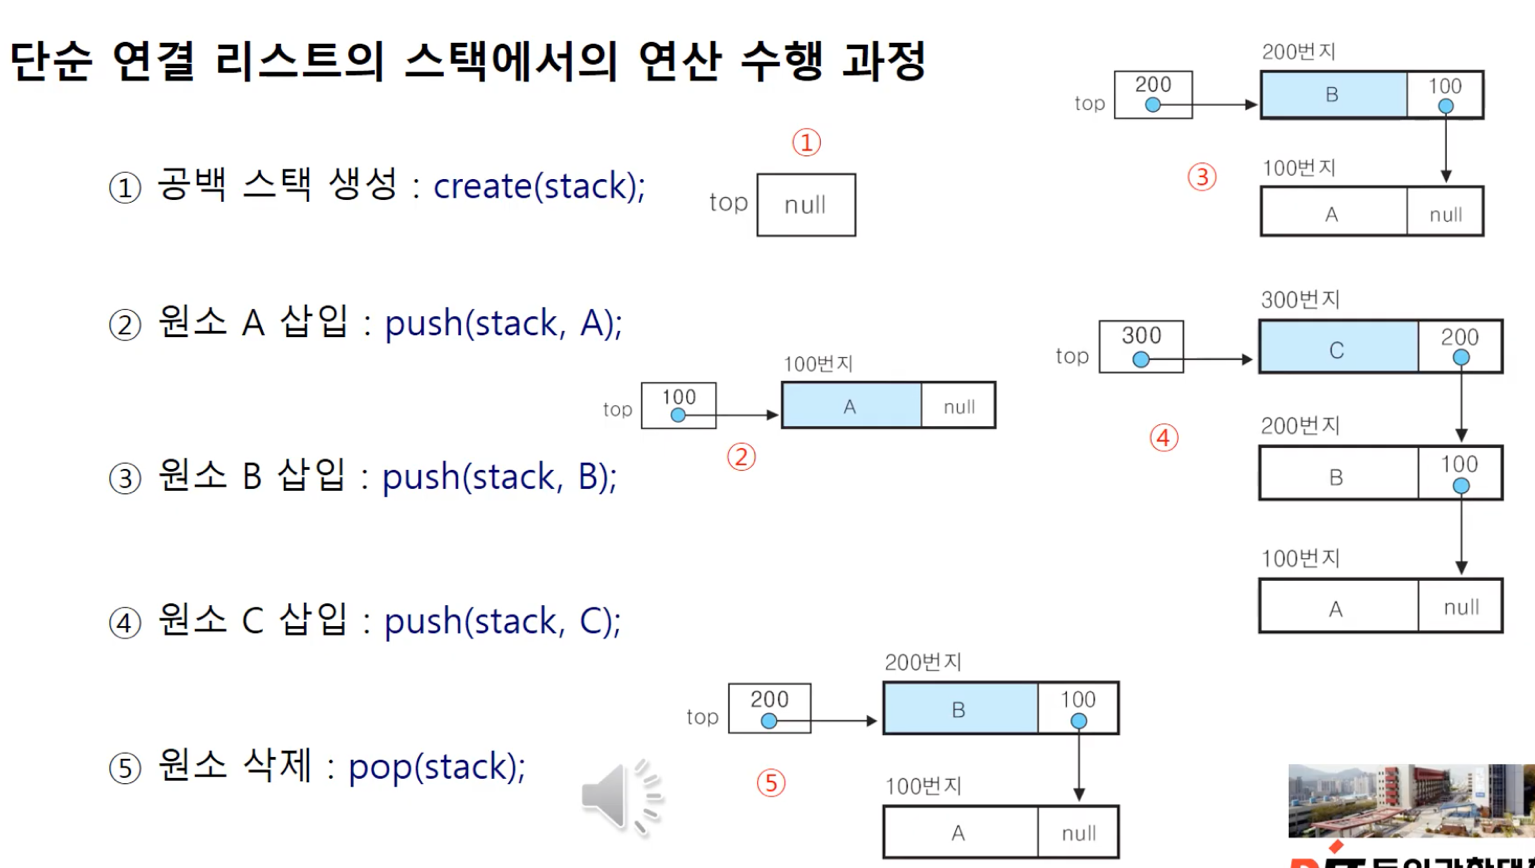 단순 연결 리스트의 스택에서의 연산 수행 과정
① 공백 스택 생성 : create(stack);
①
top
null
② 원소 A 삽입 : push(stack, A);
100번지
top
100
A
null
②
③ 원소 B 삽입 : push(stack, B);
200번지
top
200
B
100
③
100번지
A
null
④ 원소 C 삽입 : push(stack, C);
300번지
top
300
C
200
④
200번지
B
100
100번지
A
null
⑤ 원소 삭제 : pop(stack);
200번지
top
200
B
100
⑤
100번지
A
null